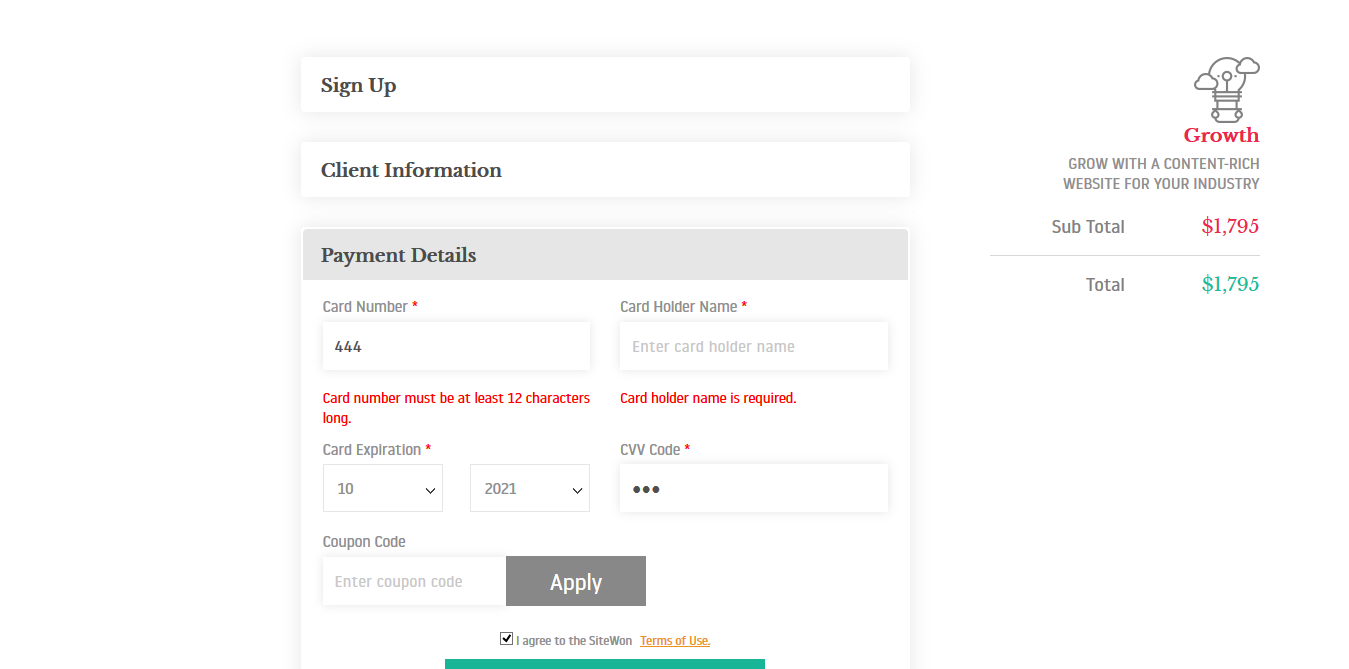 Sign Up
Client Information
Payment Details
Card Number *
Card Holder Name *
444
Enter card holder name
Card number must be at least 12 characters
long.
Card holder name is required.
Card Expiration *
CVV Code *
10
2021
●●●
Coupon Code
Enter coupon code
Apply
I agree to the SiteWon Terms of Use.
Growth
GROW WITH A CONTENT-RICH
WEBSITE FOR YOUR INDUSTRY
Sub Total $1,795
Total $1,795